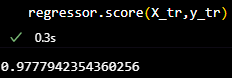 regressor.score(X_tr,y_tr)
✓ 0.3s
0.9777942354360256